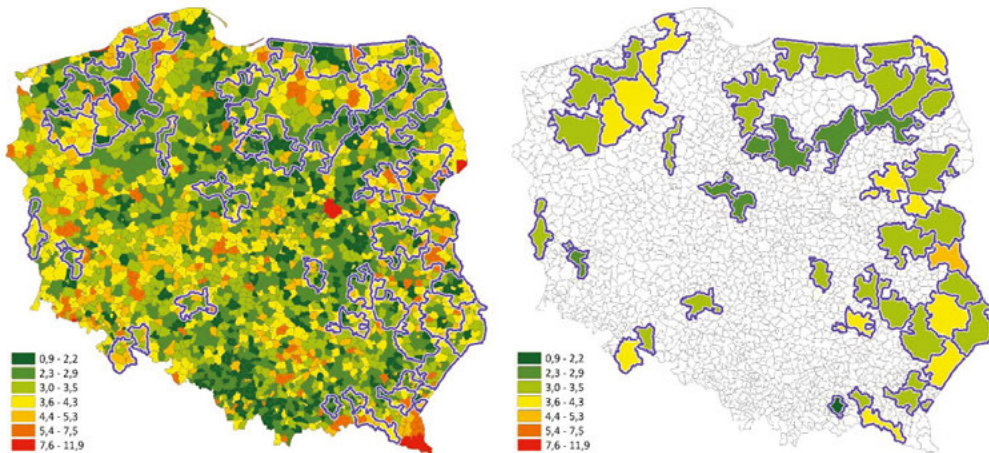 0,9 - 2,2
2,3 - 2,9
3,0 - 3,5
3,6 - 4,3
4,4 - 5,3
5,4 - 7,5
7,6 - 11,9
0,9 - 2,2
2,3 - 2,9
3,0 - 3,5
3,6 - 4,3
4,4 - 5,3
5,4 - 7,5
7,6 - 11,9